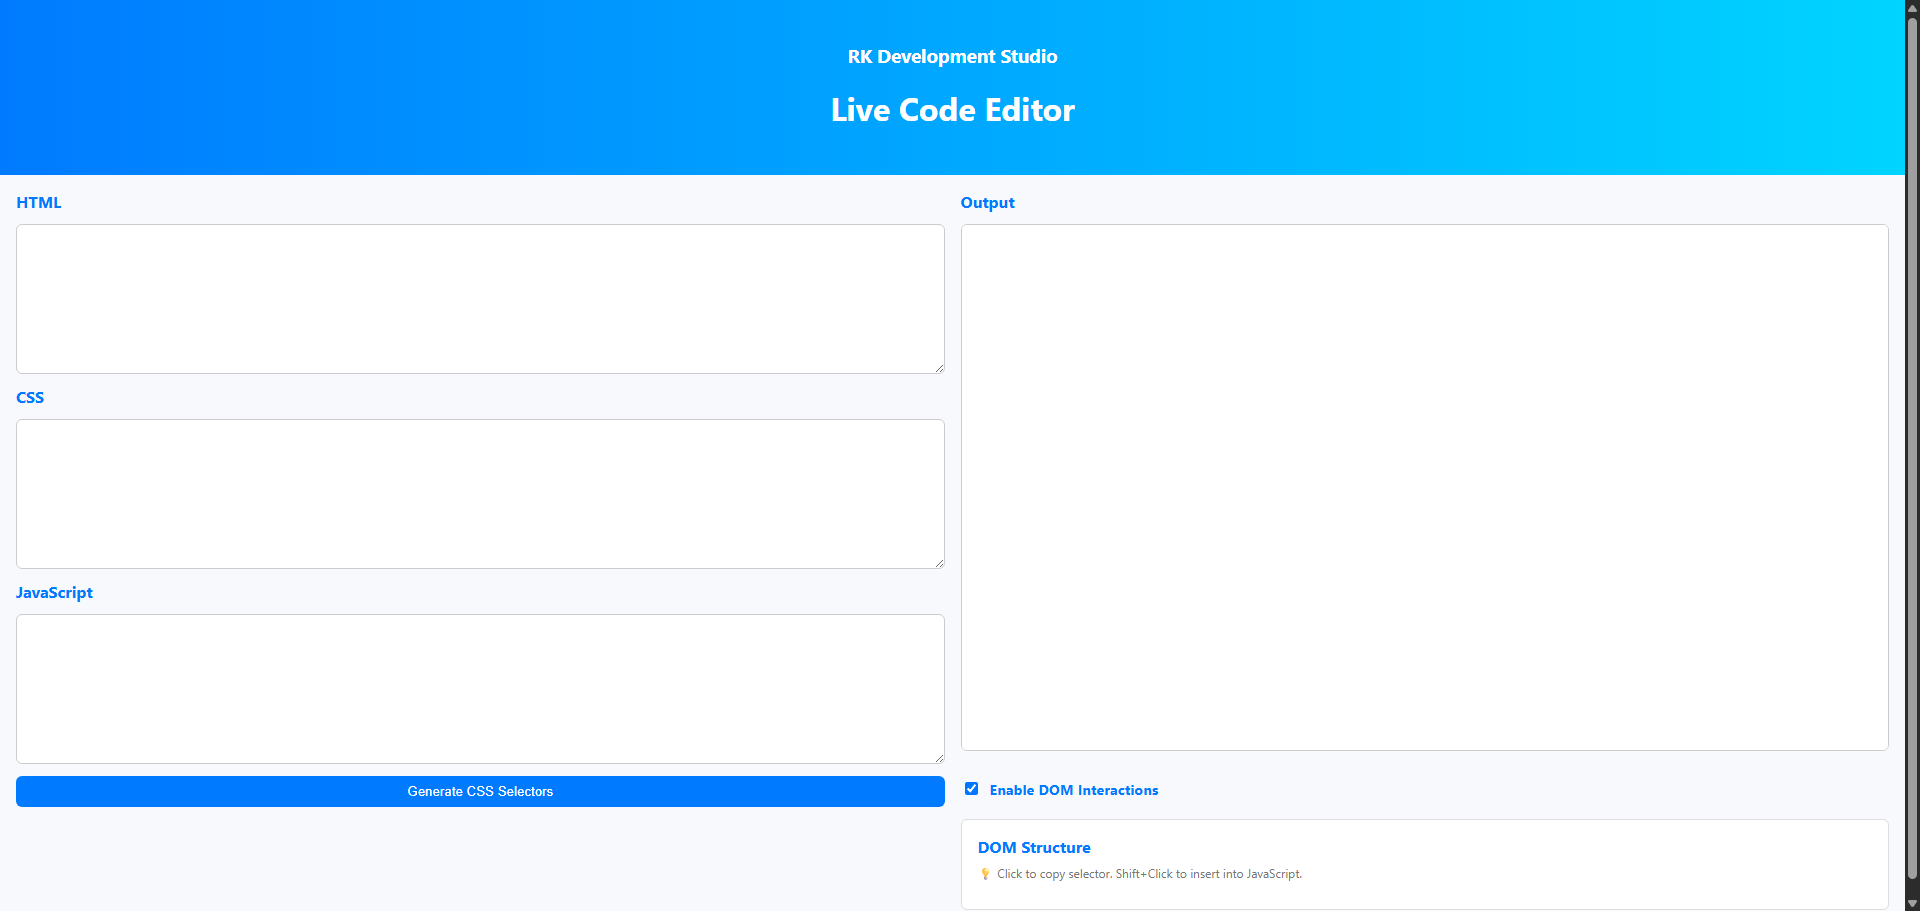 RK Development Studio
Live Code Editor
HTML
CSS
JavaScript
Generate CSS Selectors
Output
Enable DOM Interactions
DOM Structure
💡 Click to copy selector. Shift+Click to insert into JavaScript.